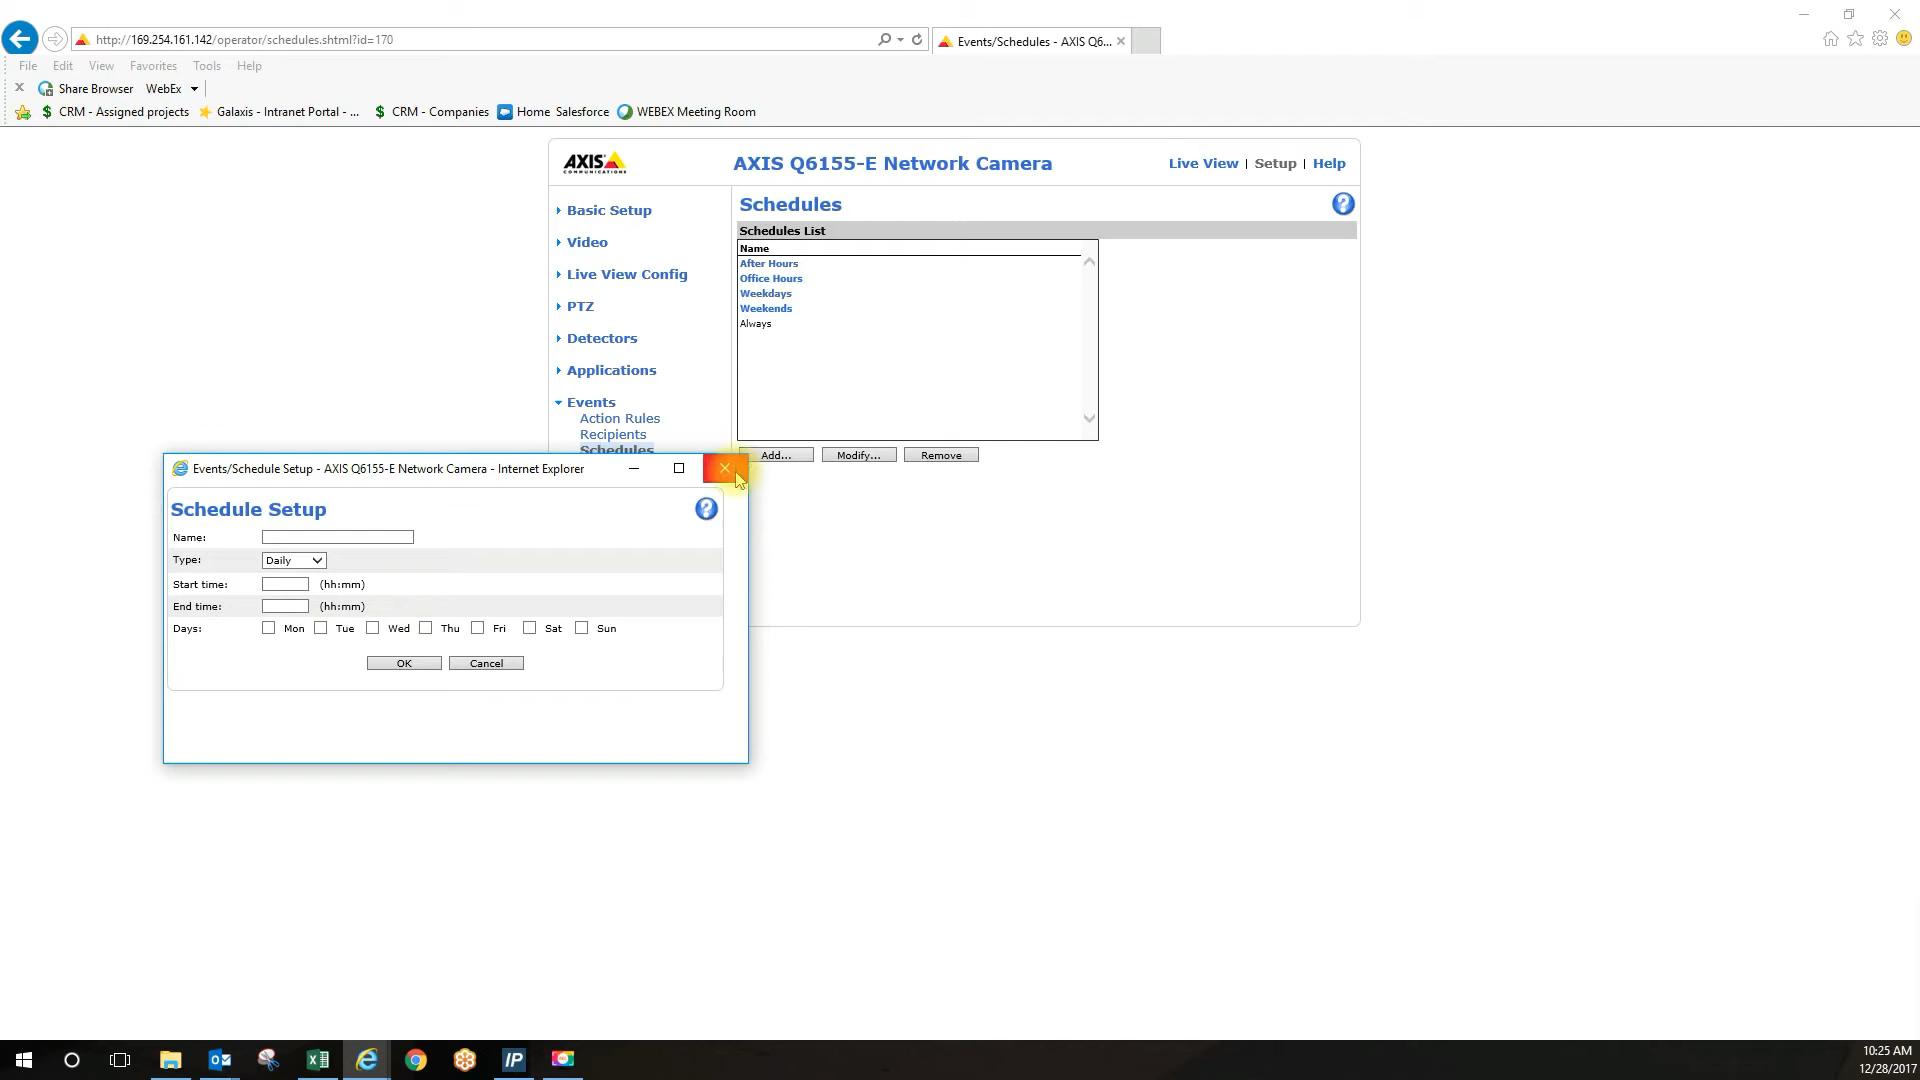 http://169.254.161.142/operator/schedules.shtml?id=170
Events/Schedules - AXIS Q6...
File Edit View Favorites Tools Help
Share Browser WebEx
CRM - Assigned projects Galaxis - Intranet Portal - ... CRM - Companies Home Salesforce WEBEX Meeting Room
AXIS COMMUNICATIONS
AXIS Q6155-E Network Camera
Live View | Setup | Help
Basic Setup
Video
Live View Config
PTZ
Detectors
Applications
Events
Action Rules
Recipients
Schedules
Schedules
Schedules List
Name
After Hours
Office Hours
Weekdays
Weekends
Always
Add... Modify... Remove
Events/Schedule Setup - AXIS Q6155-E Network Camera - Internet Explorer
Schedule Setup
Name:
Type: Daily
Start time: (hh:mm)
End time: (hh:mm)
Days: Mon Tue Wed Thu Fri Sat Sun
OK Cancel
IP
10:25 AM
12/28/2017